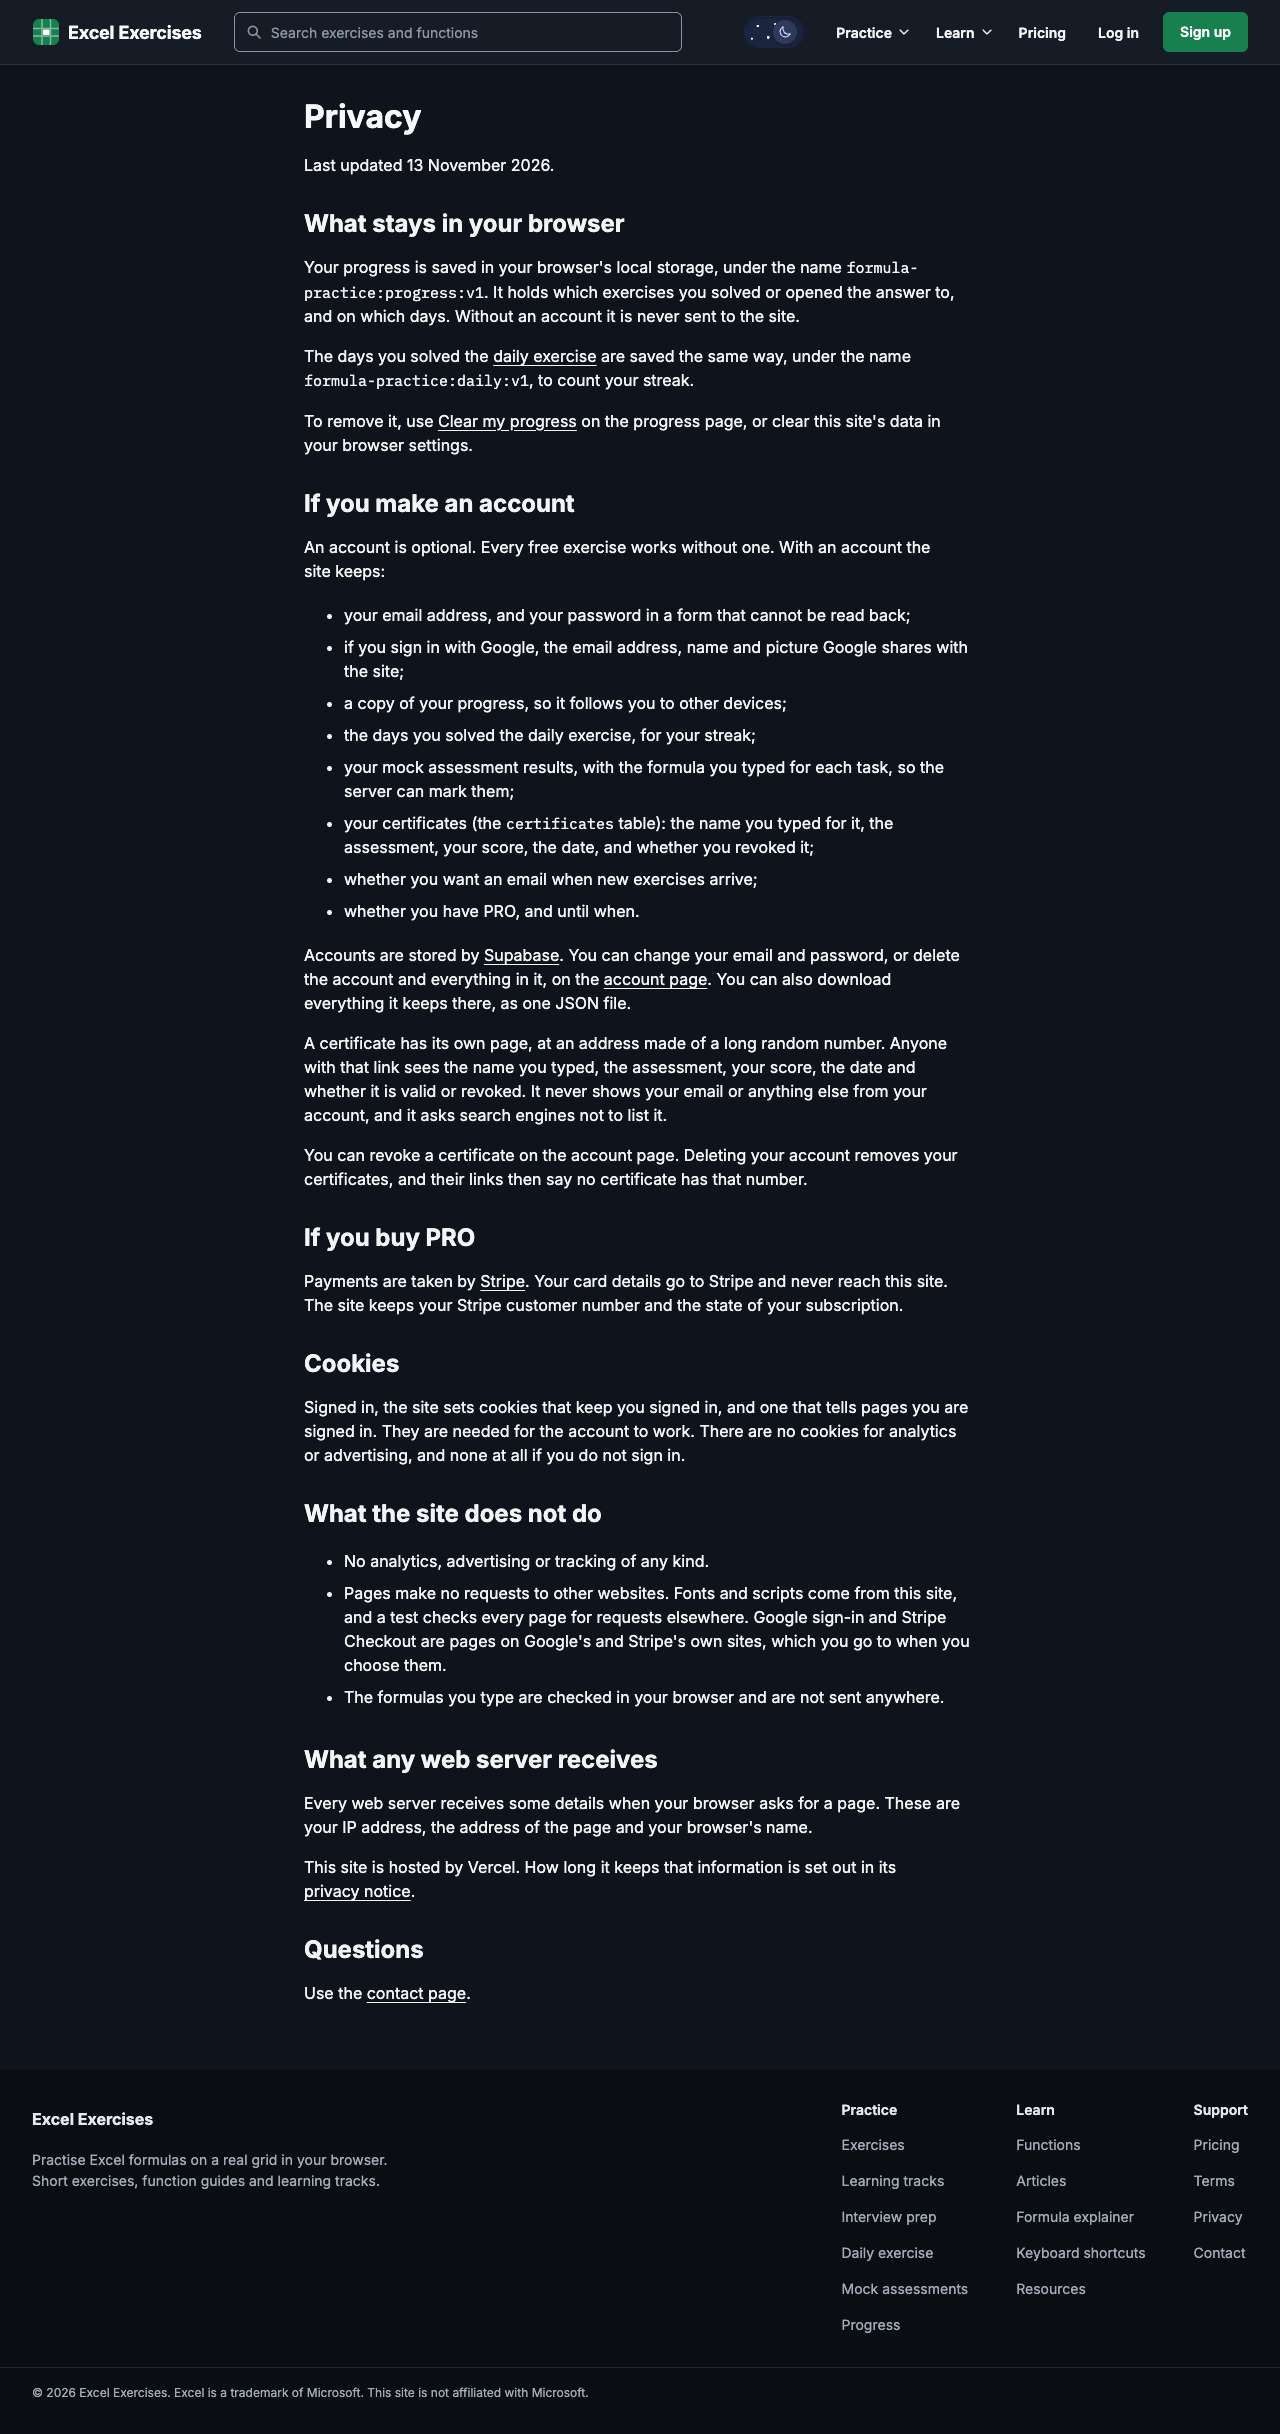 Excel Exercises
Search exercises and functions
Practice
Learn
Pricing
Log in
Sign up
Privacy
Last updated 13 November 2026.
What stays in your browser
Your progress is saved in your browser's local storage, under the name formula-
practice:progress:v1. It holds which exercises you solved or opened the answer to,
and on which days. Without an account it is never sent to the site.
The days you solved the daily exercise are saved the same way, under the name
formula-practice:daily:v1, to count your streak.
To remove it, use Clear my progress on the progress page, or clear this site's data in
your browser settings.
If you make an account
An account is optional. Every free exercise works without one. With an account the
site keeps:
• your email address, and your password in a form that cannot be read back;
• if you sign in with Google, the email address, name and picture Google shares with
the site;
• a copy of your progress, so it follows you to other devices;
• the days you solved the daily exercise, for your streak;
• your mock assessment results, with the formula you typed for each task, so the
server can mark them;
• your certificates (the certificates table): the name you typed for it, the
assessment, your score, the date, and whether you revoked it;
• whether you want an email when new exercises arrive;
• whether you have PRO, and until when.
Accounts are stored by Supabase. You can change your email and password, or delete
the account and everything in it, on the account page. You can also download
everything it keeps there, as one JSON file.
A certificate has its own page, at an address made of a long random number. Anyone
with that link sees the name you typed, the assessment, your score, the date and
whether it is valid or revoked. It never shows your email or anything else from your
account, and it asks search engines not to list it.
You can revoke a certificate on the account page. Deleting your account removes your
certificates, and their links then say no certificate has that number.
If you buy PRO
Payments are taken by Stripe. Your card details go to Stripe and never reach this site.
The site keeps your Stripe customer number and the state of your subscription.
Cookies
Signed in, the site sets cookies that keep you signed in, and one that tells pages you are
signed in. They are needed for the account to work. There are no cookies for analytics
or advertising, and none at all if you do not sign in.
What the site does not do
• No analytics, advertising or tracking of any kind.
• Pages make no requests to other websites. Fonts and scripts come from this site,
and a test checks every page for requests elsewhere. Google sign-in and Stripe
Checkout are pages on Google's and Stripe's own sites, which you go to when you
choose them.
• The formulas you type are checked in your browser and are not sent anywhere.
What any web server receives
Every web server receives some details when your browser asks for a page. These are
your IP address, the address of the page and your browser's name.
This site is hosted by Vercel. How long it keeps that information is set out in its
privacy notice.
Questions
Use the contact page.
Excel Exercises
Practise Excel formulas on a real grid in your browser.
Short exercises, function guides and learning tracks.
Practice
Exercises
Learning tracks
Interview prep
Daily exercise
Mock assessments
Progress
Learn
Functions
Articles
Formula explainer
Keyboard shortcuts
Resources
Support
Pricing
Terms
Privacy
Contact
© 2026 Excel Exercises. Excel is a trademark of Microsoft. This site is not affiliated with Microsoft.